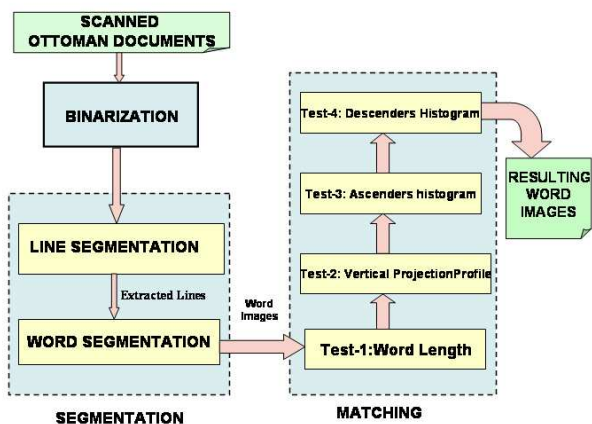 SCANNED
OTTOMAN DOCUMENTS
BINARIZATION
LINE SEGMENTATION
Extracted Lines
WORD SEGMENTATION
SEGMENTATION
Word
Images
Test-1:Word Length
Test-2: Vertical ProjectionProfile
Test-3: Ascenders histogram
Test-4: Descenders Histogram
MATCHING
RESULTING
WORD
IMAGES